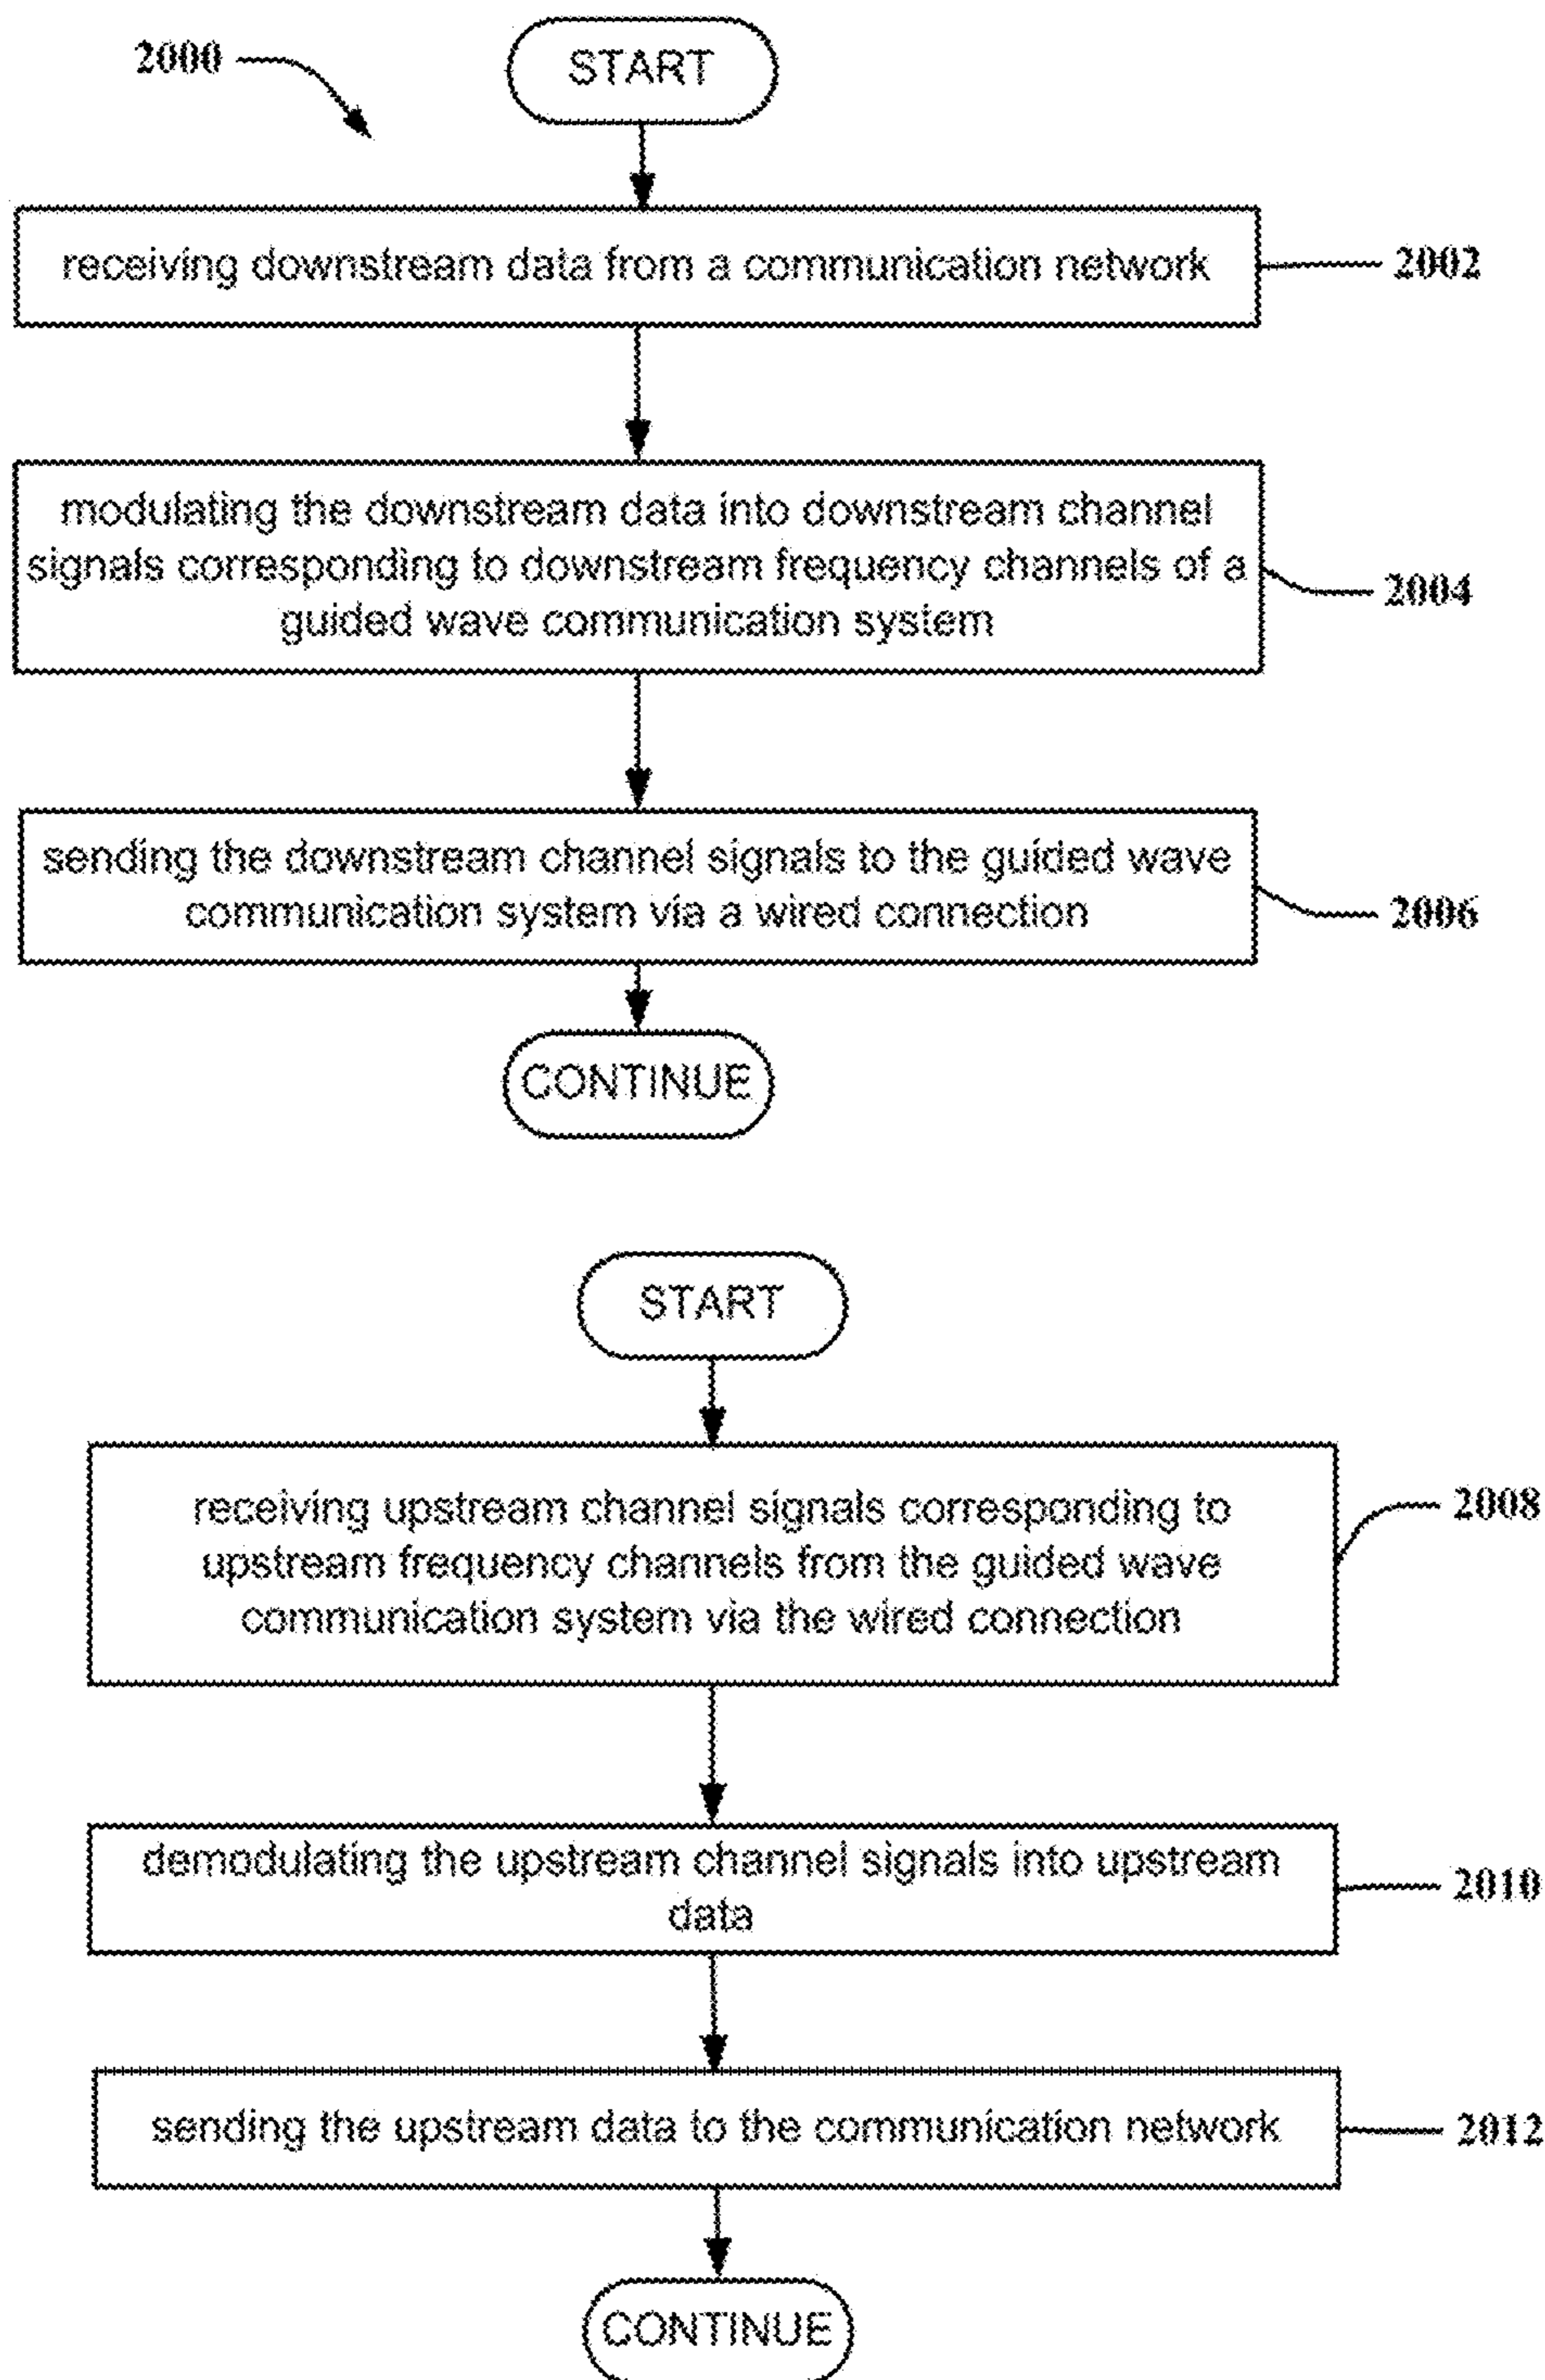 2000
START
receiving downstream data from a communication network
2002
modulating the downstream data into downstream channel
signals corresponding to downstream frequency channels of a
guided wave communication system
2004
sending the downstream channel signals to the guided wave
communication system via a wired connection
2006
CONTINUE
START
receiving upstream channel signals corresponding to
upstream frequency channels from the guided wave
communication system via the wired connection
2008
demodulating the upstream channel signals into upstream
data
2010
sending the upstream data to the communication network
2012
CONTINUE